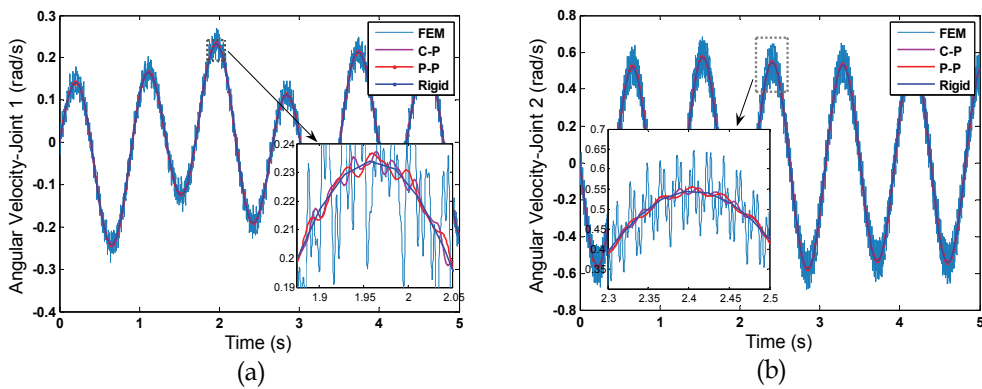 Angular Velocity-Joint 1 (rad/s)
0.3
0.2
0.1
0
-0.1
-0.2
-0.3
-0.4
0 1 2 3 4 5
Time (s)
FEM
C-P
P-P
Rigid
0.24
0.23
0.22
0.21
0.2
0.19
1.9 1.95 2 2.05
(a)
Angular Velocity-Joint 2 (rad/s)
0.8
0.6
0.4
0.2
0
-0.2
-0.4
-0.6
-0.8
0 1 2 3 4 5
Time (s)
FEM
C-P
P-P
Rigid
0.7
0.65
0.6
0.55
0.5
0.45
0.4
0.35
2.3 2.35 2.4 2.45 2.5
(b)